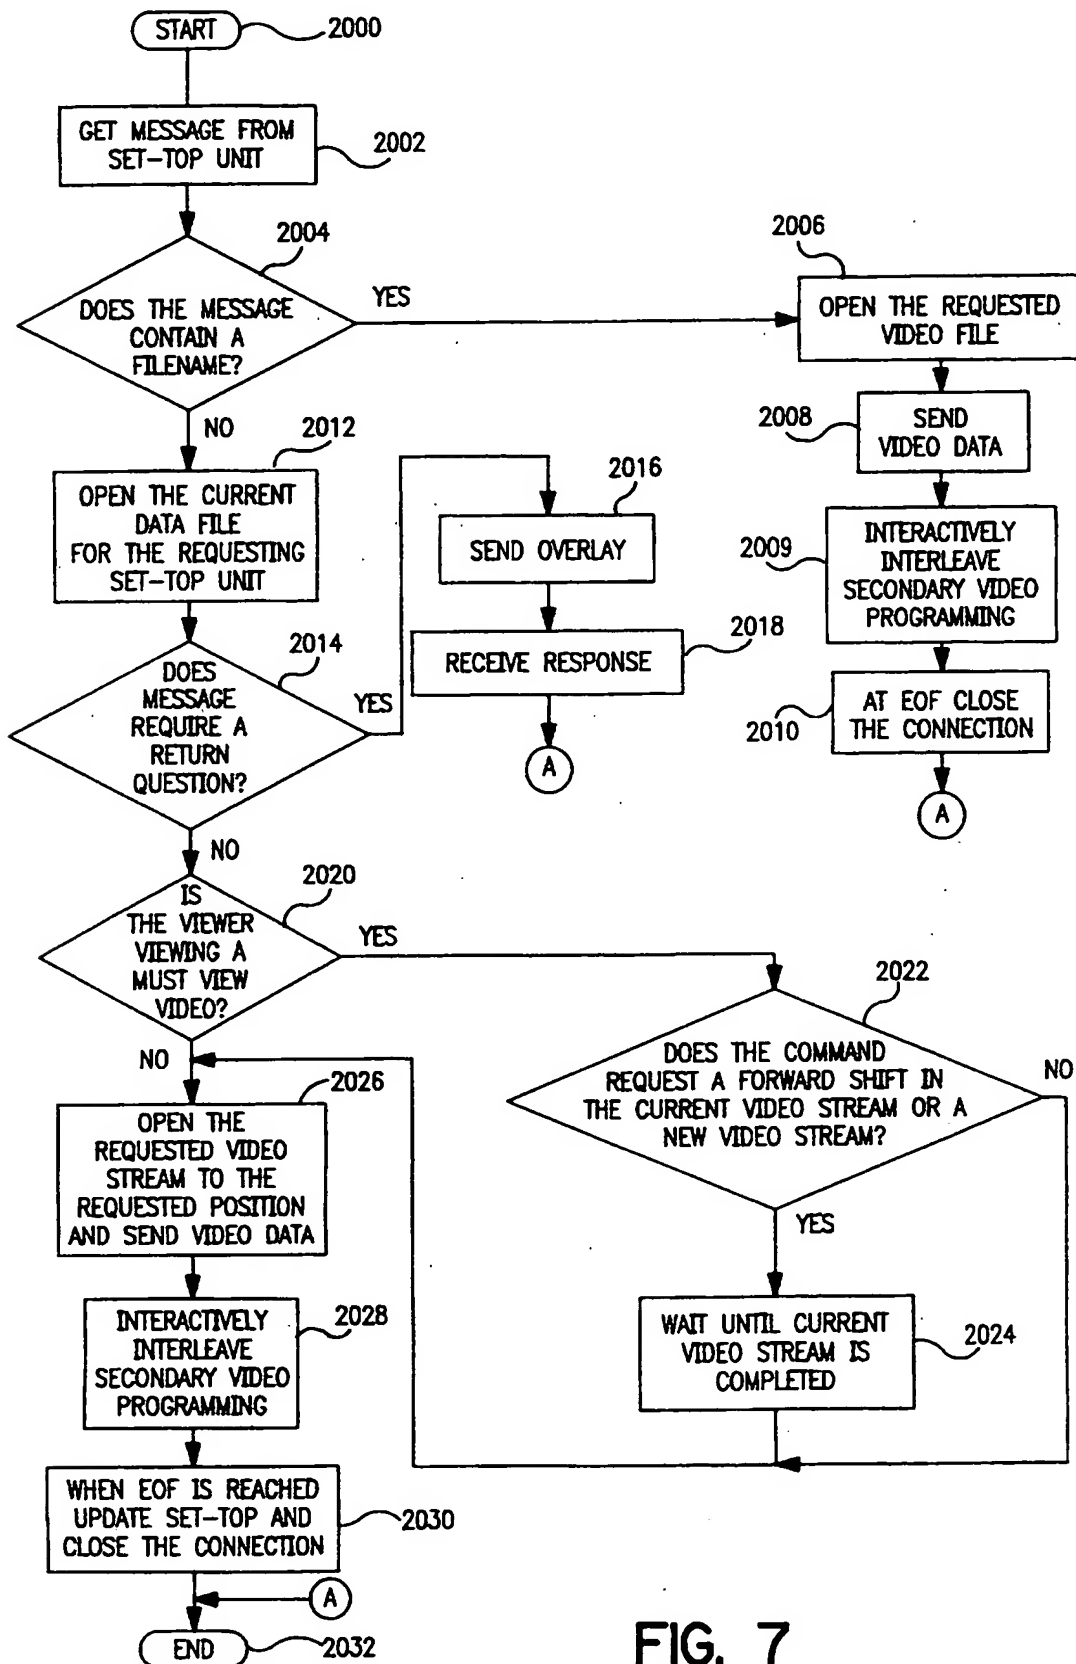 START
2000
GET MESSAGE FROM
SET-TOP UNIT
2002
2004
DOES THE MESSAGE
CONTAIN A
FILENAME?
YES
NO
2006
OPEN THE REQUESTED
VIDEO FILE
2008
SEND
VIDEO DATA
2009
INTERACTIVELY
INTERLEAVE
SECONDARY VIDEO
PROGRAMMING
2010
AT EOF CLOSE
THE CONNECTION
A
2012
OPEN THE CURRENT
DATA FILE
FOR THE REQUESTING
SET-TOP UNIT
2014
DOES
MESSAGE
REQUIRE A
RETURN
QUESTION?
YES
NO
2016
SEND OVERLAY
RECEIVE RESPONSE
2018
A
2020
IS
THE VIEWER
VIEWING A
MUST VIEW
VIDEO?
YES
NO
2022
DOES THE COMMAND
REQUEST A FORWARD SHIFT IN
THE CURRENT VIDEO STREAM OR A
NEW VIDEO STREAM?
NO
YES
WAIT UNTIL CURRENT
VIDEO STREAM IS
COMPLETED
2024
2026
OPEN THE
REQUESTED VIDEO
STREAM TO THE
REQUESTED POSITION
AND SEND VIDEO DATA
INTERACTIVELY
INTERLEAVE
SECONDARY VIDEO
PROGRAMMING
2028
WHEN EOF IS REACHED
UPDATE SET-TOP AND
CLOSE THE CONNECTION
2030
A
END
2032
FIG. 7